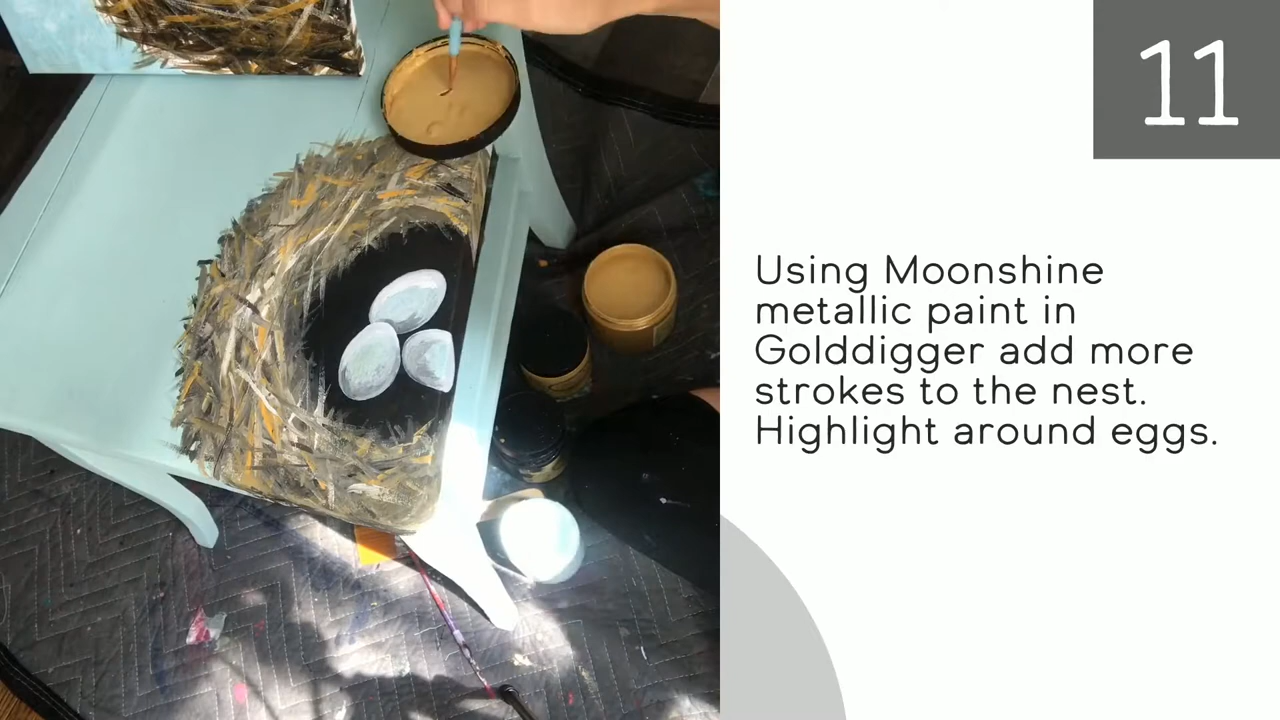 11
Using Moonshine
metallic paint in
Golddigger add more
strokes to the nest.
Highlight around eggs.